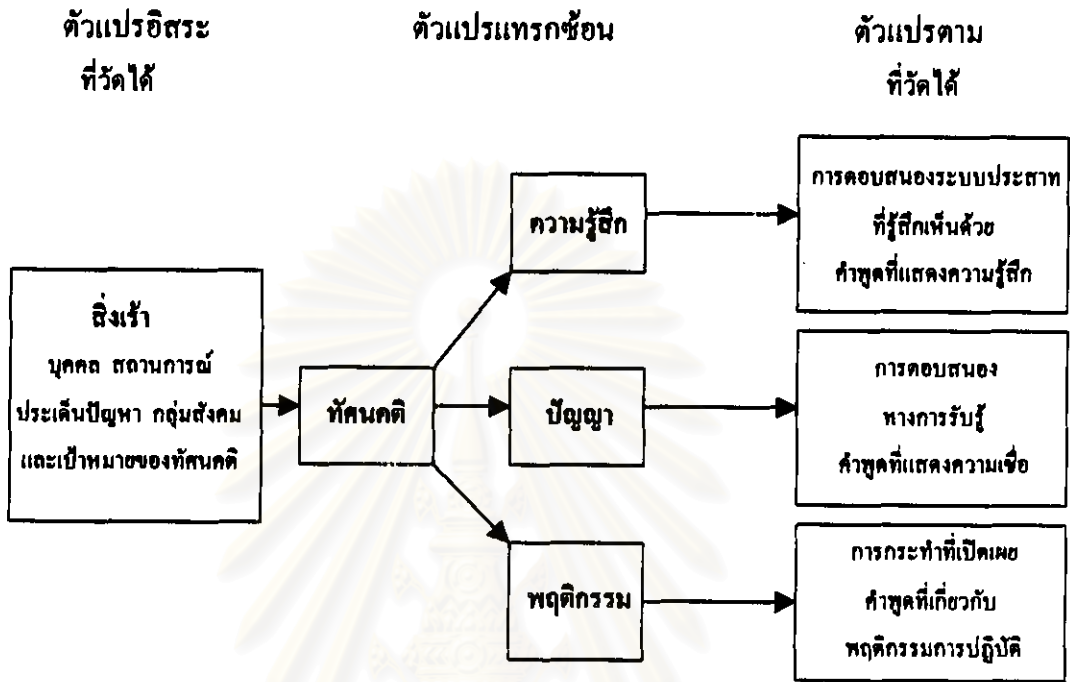 ตัวแปรอิสระ
ที่วัดได้
ตัวแปรแทรกซ้อน
ตัวแปรตาม
ที่วัดได้
สิ่งเร้า
บุคคล สถานการณ์
ประเด็นปัญหา กลุ่มสังคม
และเป้าหมายของทัศนคติ
ทัศนคติ
ความรู้สึก
ปัญญา
พฤติกรรม
การตอบสนองระบบประสาท
ที่รู้สึกเห็นด้วย
คำพูดที่แสดงความรู้สึก
การตอบสนอง
ทางการรับรู้
คำพูดที่แสดงความเชื่อ
การกระทำที่เปิดเผย
คำพูดที่เกี่ยวกับ
พฤติกรรมการปฏิบัติ